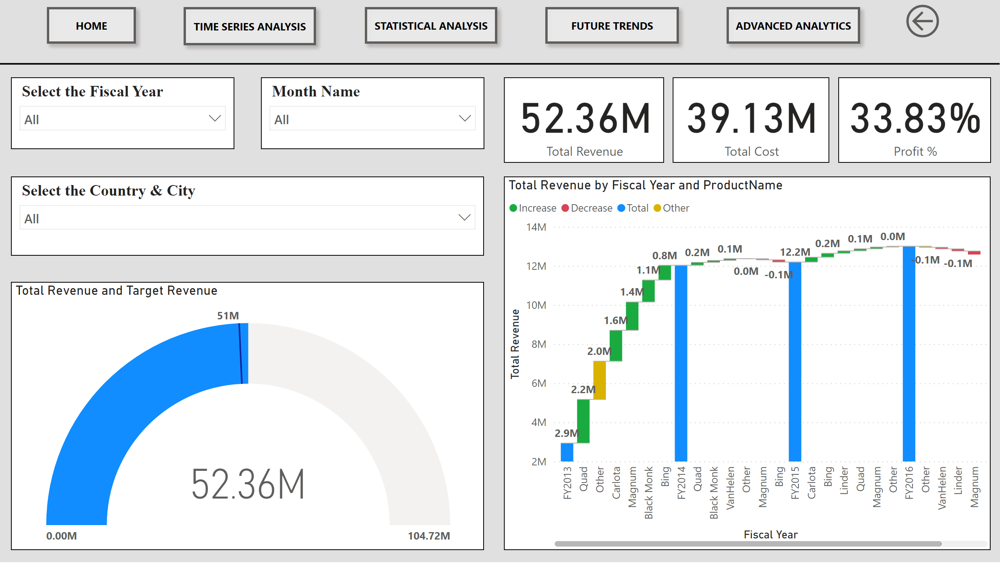 HOME
TIME SERIES ANALYSIS
STATISTICAL ANALYSIS
FUTURE TRENDS
ADVANCED ANALYTICS
Select the Fiscal Year
All
Month Name
All
52.36M
Total Revenue
39.13M
Total Cost
33.83%
Profit %
Select the Country & City
All
Total Revenue and Target Revenue
51M
52.36M
0.00M
104.72M
Total Revenue by Fiscal Year and ProductName
Increase
Decrease
Total
Other
Total Revenue
14M
12M
10M
8M
6M
4M
2M
2.9M
2.2M
2.0M
1.6M
1.4M
1.1M
0.8M
0.2M
0.1M
0.0M
-0.1M
12.2M
0.2M
0.1M
0.0M
-0.1M
-0.1M
FY2013
Quad
Other
Carlota
Magnum
Black Monk
Bing
FY2014
Quad
Black Monk
VanHelen
Other
Magnum
Bing
FY2015
Carlota
Bing
Linder
Quad
Magnum
Other
FY2016
Other
VanHelen
Linder
Magnum
Fiscal Year